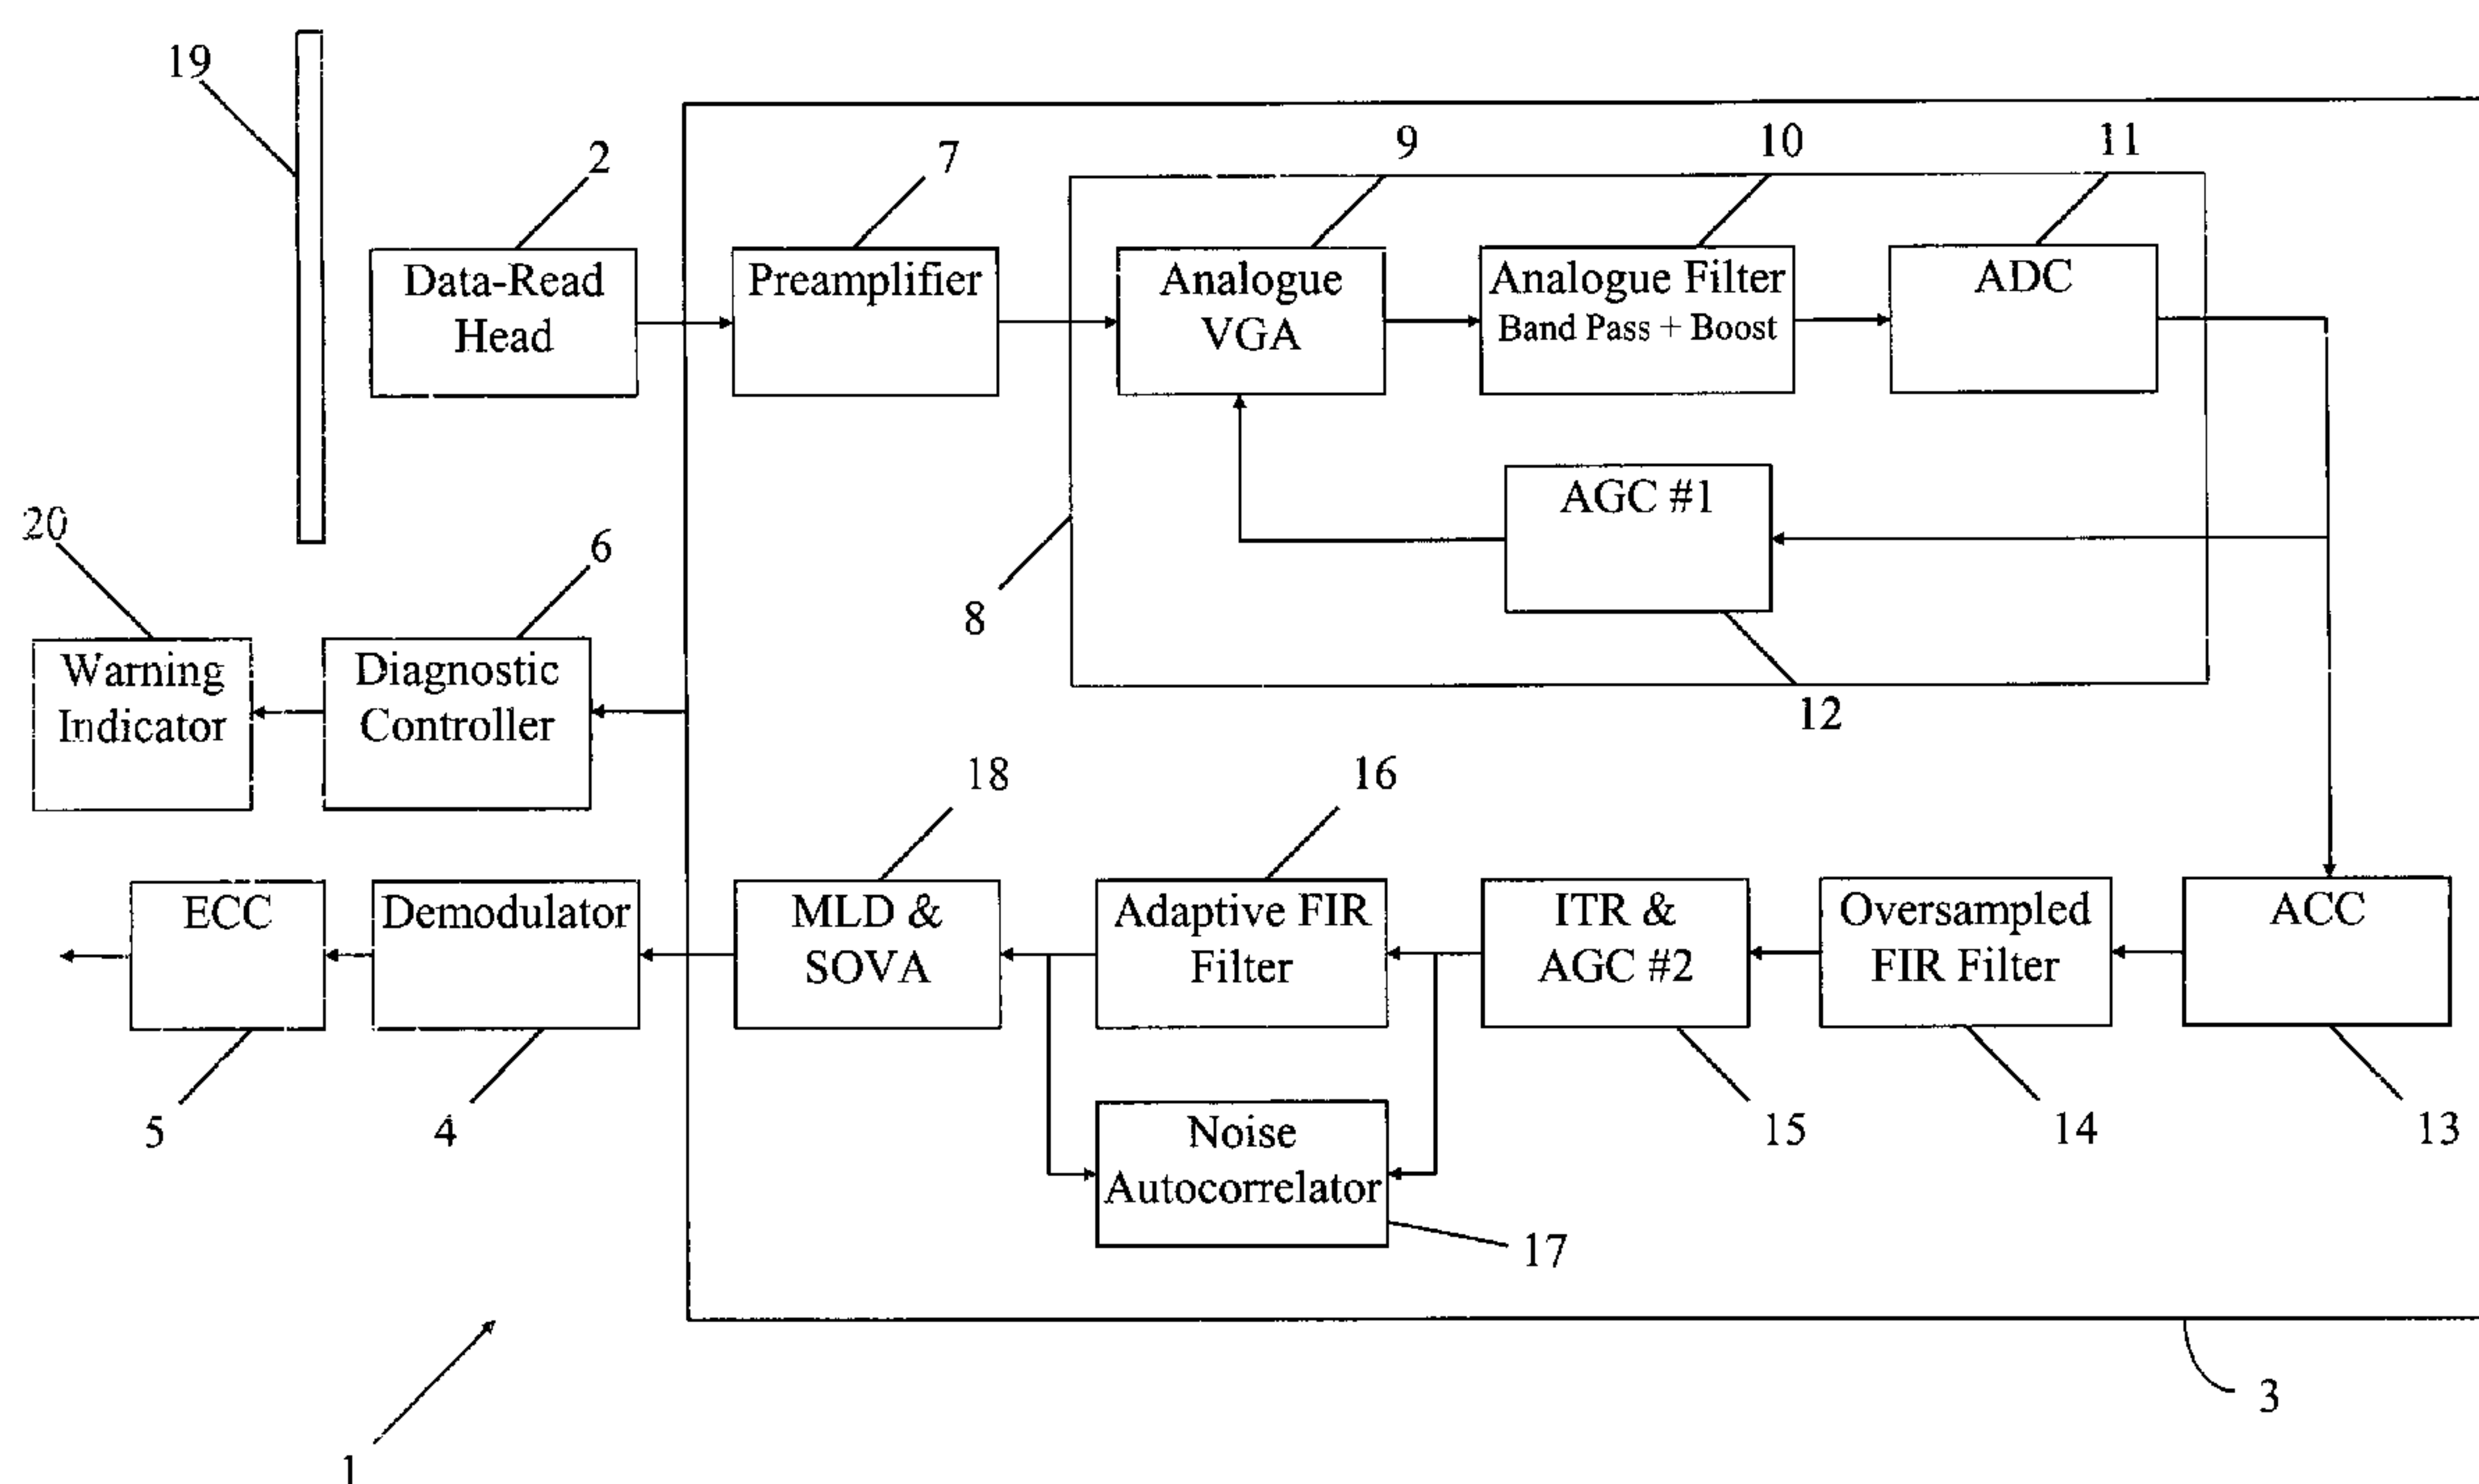 19
2
7
9
10
11
Data-Read
Head
Preamplifier
Analogue
VGA
Analogue Filter
Band Pass + Boost
ADC
AGC #1
20
6
8
12
Warning
Indicator
Diagnostic
Controller
18
16
ECC
Demodulator
MLD &
SOVA
Adaptive FIR
Filter
ITR &
AGC #2
Oversampled
FIR Filter
ACC
5
4
Noise
Autocorrelator
15
14
13
17
3
1